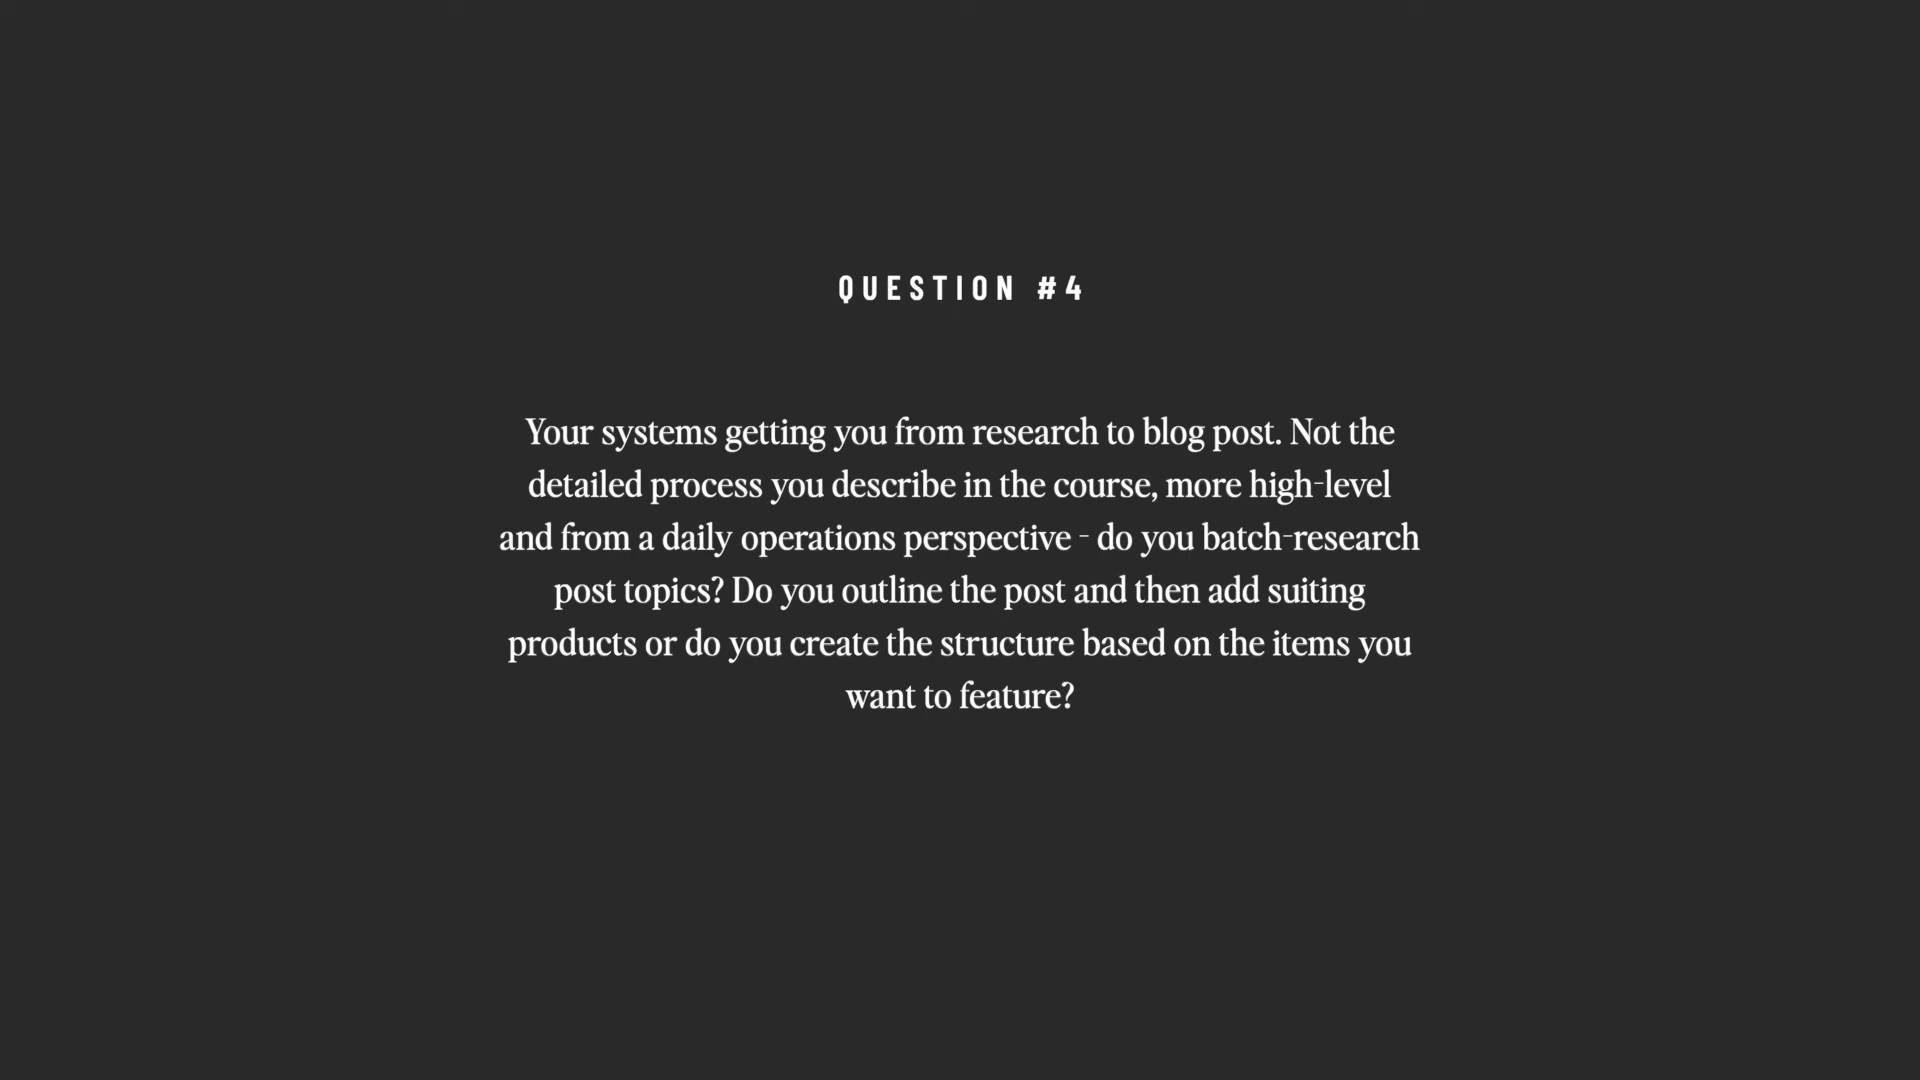 QUESTION #4
Your systems getting you from research to blog post. Not the
detailed process you describe in the course, more high-level
and from a daily operations perspective - do you batch-research
post topics? Do you outline the post and then add suiting
products or do you create the structure based on the items you
want to feature?